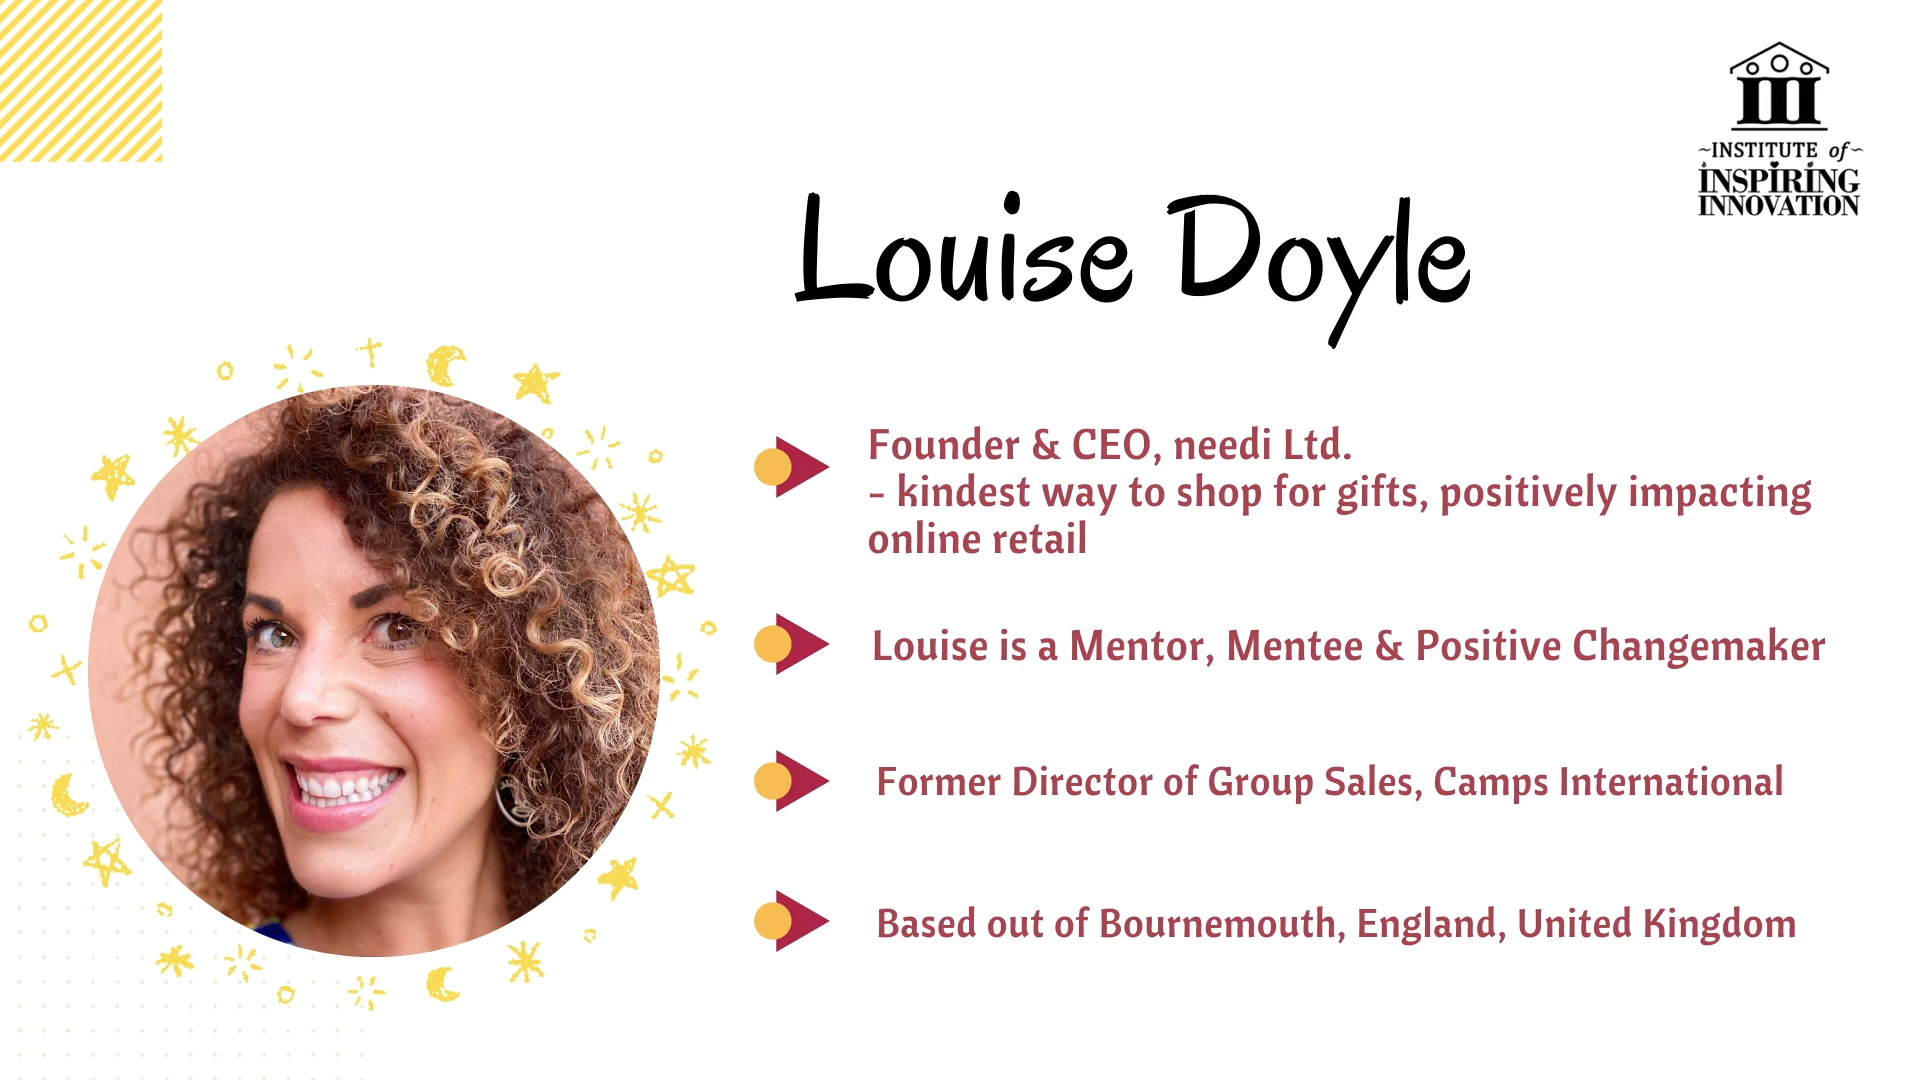 ~INSTITUTE of~
INSPIRING
INNOVATION
Louise Doyle
Founder & CEO, needi Ltd.
- kindest way to shop for gifts, positively impacting
online retail
Louise is a Mentor, Mentee & Positive Changemaker
Former Director of Group Sales, Camps International
Based out of Bournemouth, England, United Kingdom